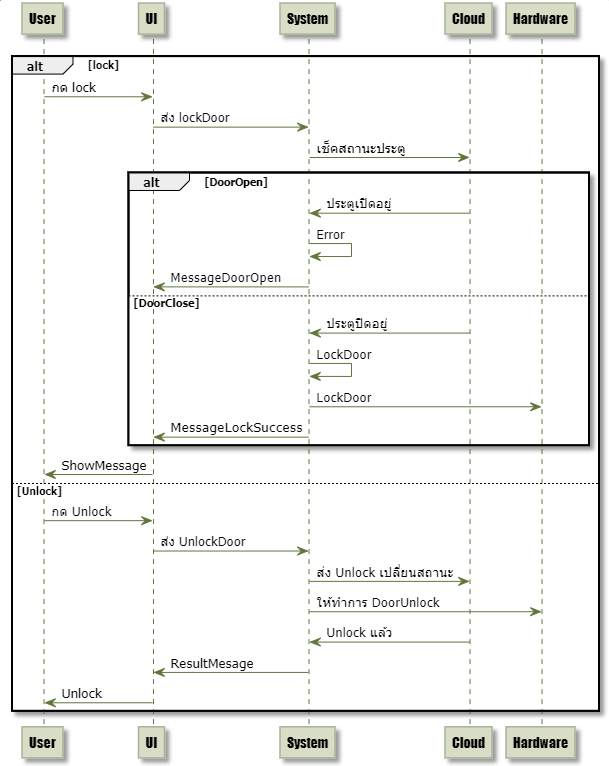 User UI System Cloud Hardware
alt [lock]
กด lock
ส่ง lockDoor
เช็คสถานะประตู
alt [DoorOpen]
ประตูเปิดอยู่
Error
MessageDoorOpen
[DoorClose]
ประตูปิดอยู่
LockDoor
LockDoor
MessageLockSuccess
ShowMessage
[Unlock]
กด Unlock
ส่ง UnlockDoor
ส่ง Unlock เปลี่ยนสถานะ
ให้ทำการ DoorUnlock
Unlock แล้ว
ResultMesage
Unlock
User UI System Cloud Hardware